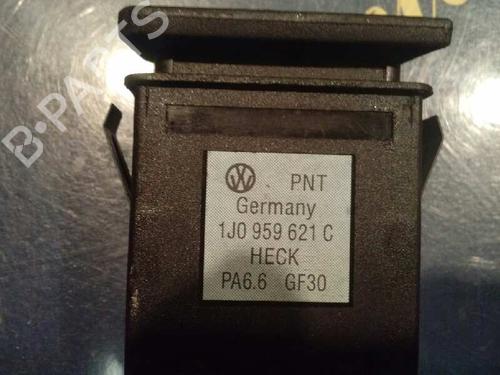 B-PARTS
PNT
Germany
1J0 959 621 C
HECK
PA6.6 GF30